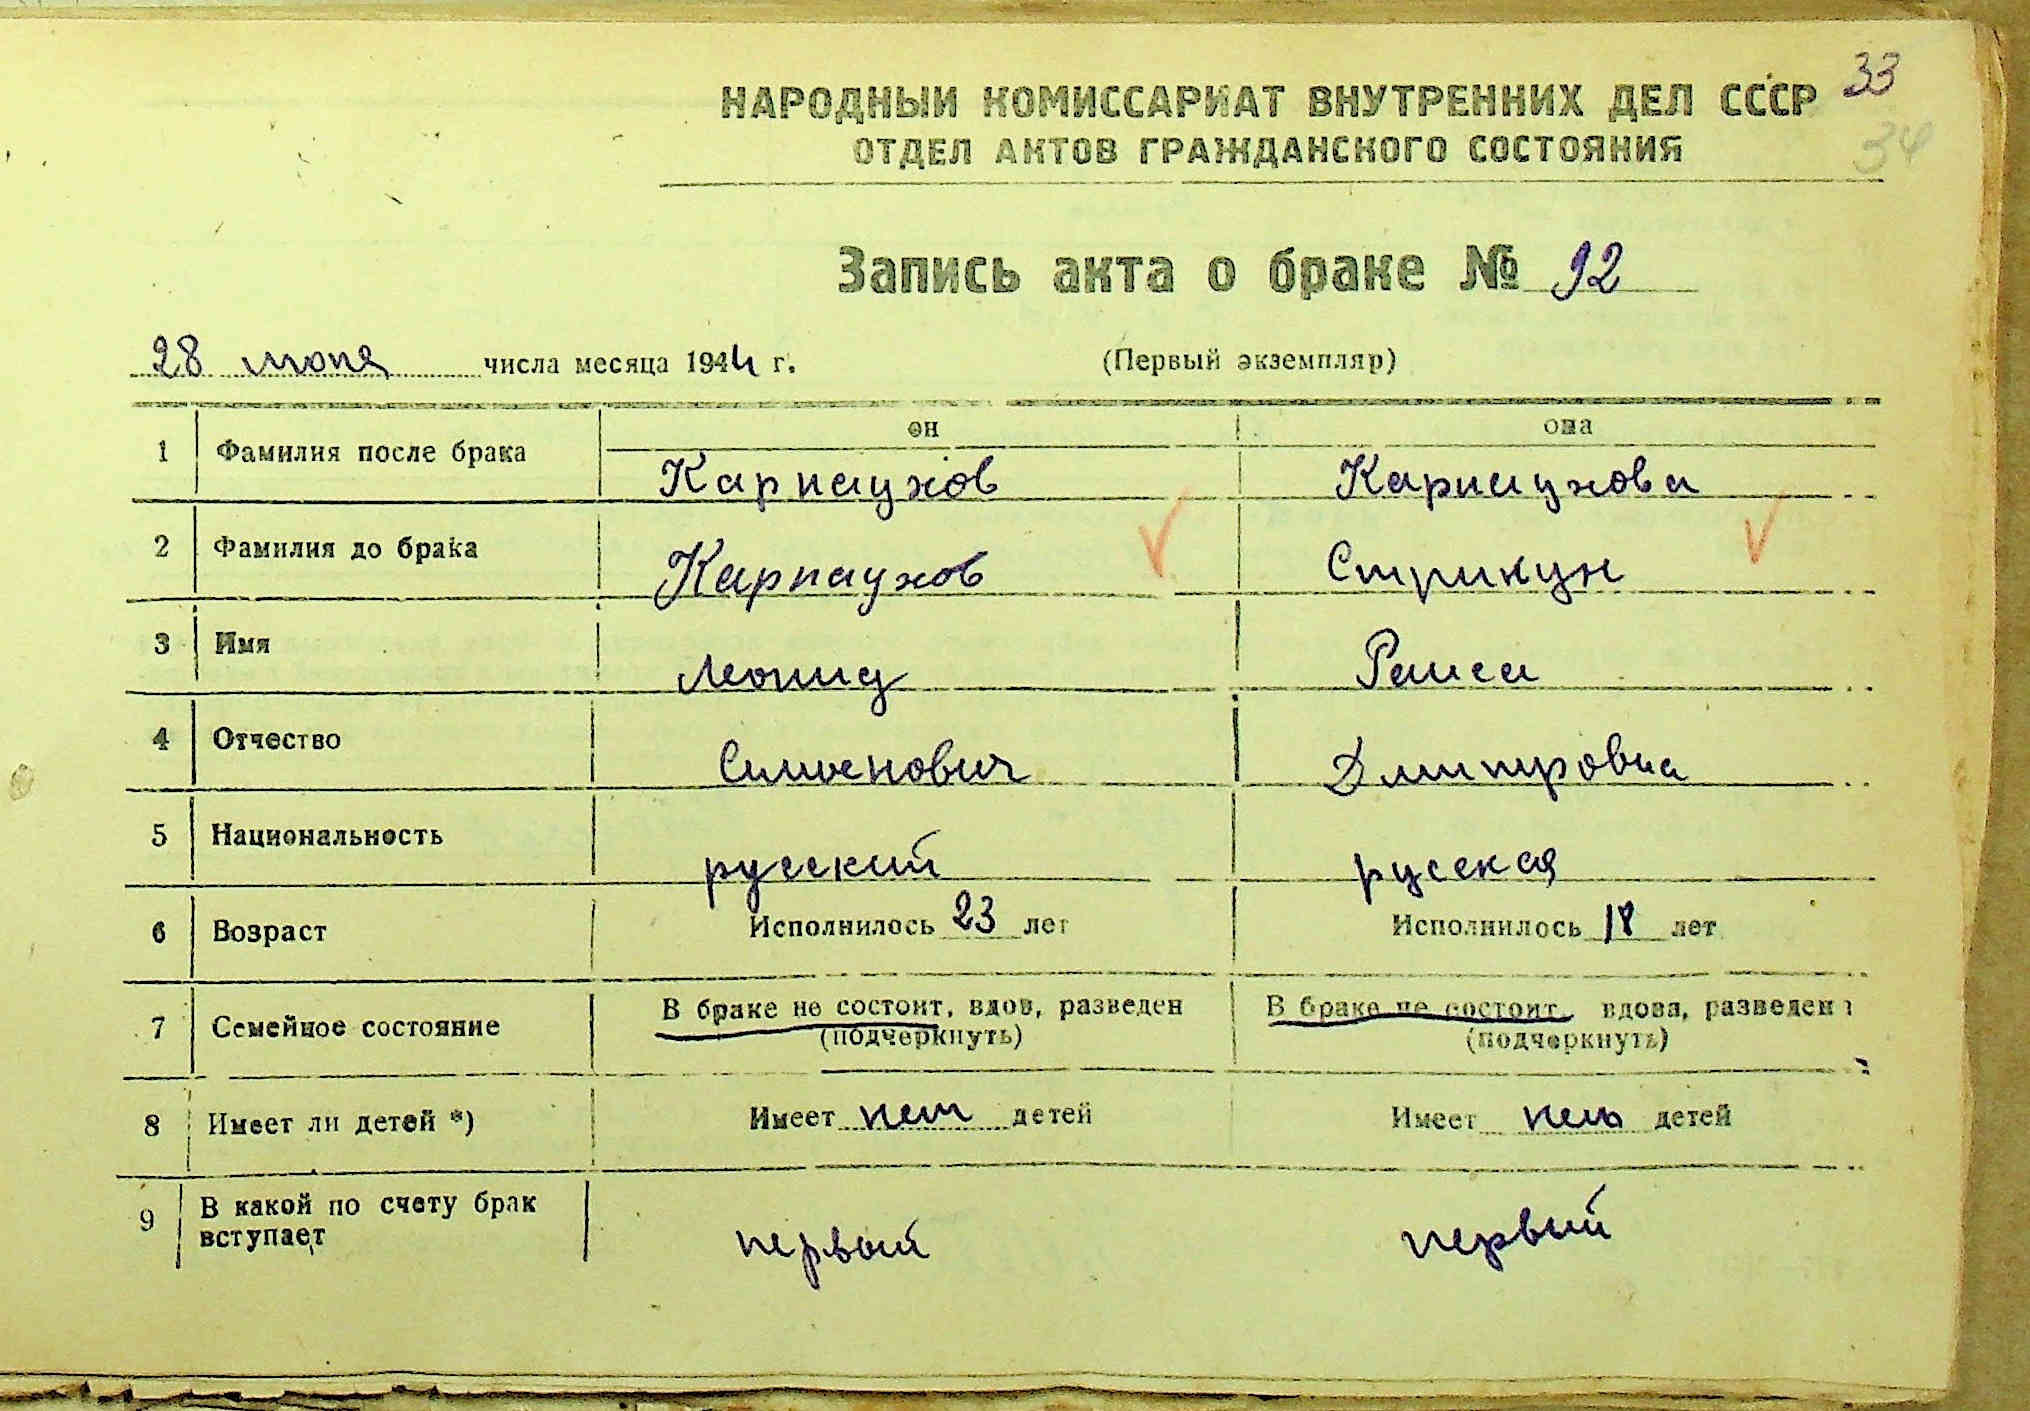 33
НАРОДНЫЙ КОМИССАРИАТ ВНУТРЕННИХ ДЕЛ СССР
34
ОТДЕЛ АКТОВ ГРАЖДАНСКОГО СОСТОЯНИЯ
Запись акта о браке № 92
28 июня числа месяца 1944 г. (Первый экземпляр)
он она
1 Фамилия после брака Карнаухов Карнаухова
2 Фамилия до брака Карнаухов Стрикун
3 Имя Леонид Раиса
4 Отчество Симоенович Дмитровна
5 Национальность русский русская
6 Возраст Исполнилось 23 лет Исполнилось 18 лет
7 Семейное состояние В браке не состоит, вдов, разведен В браке не состоит, вдова, разведена
(подчеркнуть) (подчеркнуть)
8 Имеет ли детей *) Имеет нет детей Имеет нет детей
9 В какой по счету брак вступает первый первый